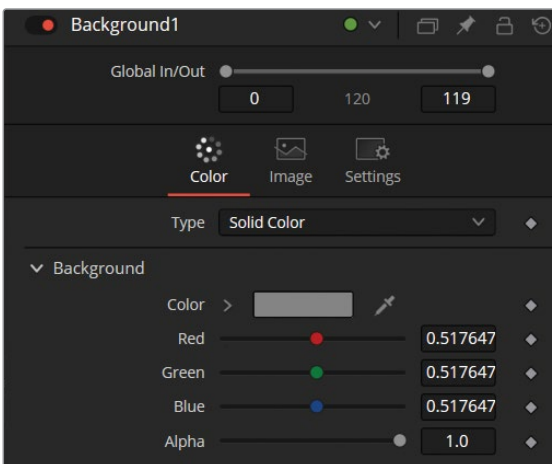 Background1
Global In/Out
0 120 119
Color Image Settings
Type Solid Color
Background
Color
Red 0.517647
Green 0.517647
Blue 0.517647
Alpha 1.0